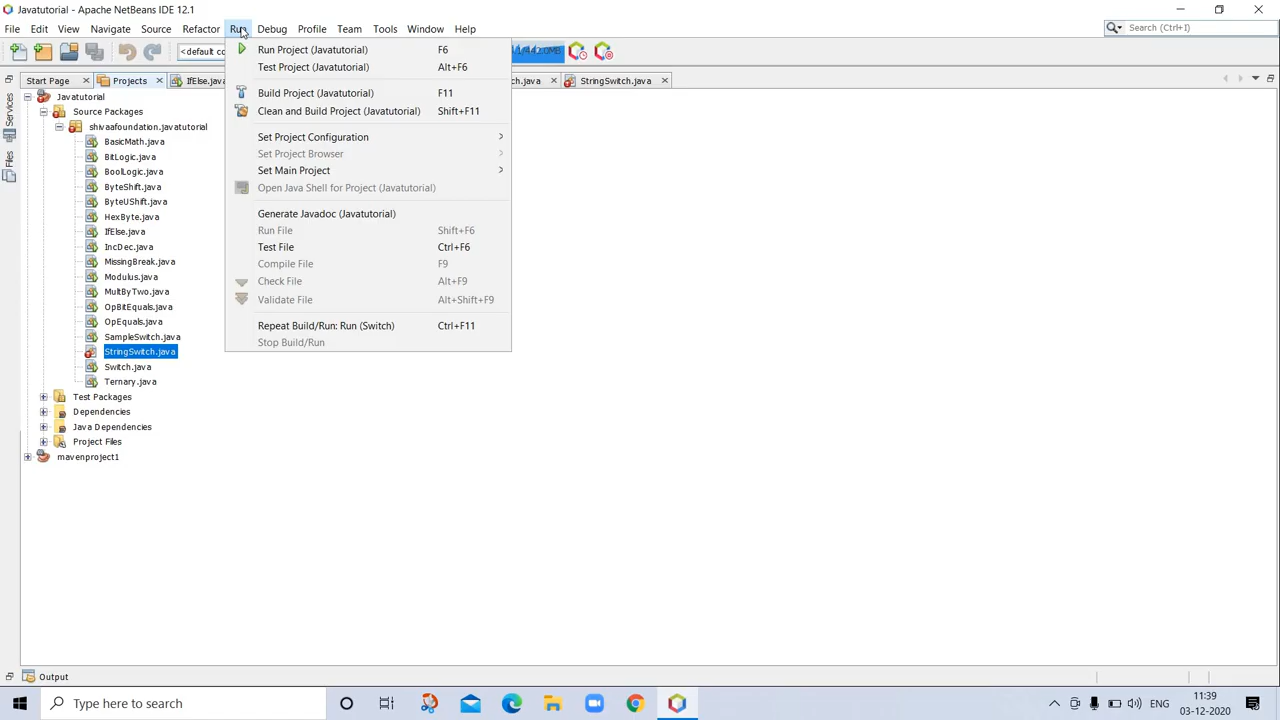 Javatutorial - Apache NetBeans IDE 12.1
File Edit View Navigate Source Refactor Run Debug Profile Team Tools Window Help
Search (Ctrl+I)
<default co
Start Page Projects IfElse.java StringSwitch.java
Services
Files
Javatutorial
Source Packages
shivaafoundation.javatutorial
BasicMath.java
BitLogic.java
BoolLogic.java
ByteShift.java
ByteUShift.java
HexByte.java
IfElse.java
IncDec.java
MissingBreak.java
Modulus.java
MultByTwo.java
OpBitEquals.java
OpEquals.java
SampleSwitch.java
StringSwitch.java
Switch.java
Ternary.java
Test Packages
Dependencies
Java Dependencies
Project Files
mavenproject1
Run Project (Javatutorial) F6
Test Project (Javatutorial) Alt+F6
Build Project (Javatutorial) F11
Clean and Build Project (Javatutorial) Shift+F11
Set Project Configuration
Set Project Browser
Set Main Project
Open Java Shell for Project (Javatutorial)
Generate Javadoc (Javatutorial)
Run File Shift+F6
Test File Ctrl+F6
Compile File F9
Check File Alt+F9
Validate File Alt+Shift+F9
Repeat Build/Run: Run (Switch) Ctrl+F11
Stop Build/Run
Output
Type here to search
ENG
11:39
03-12-2020